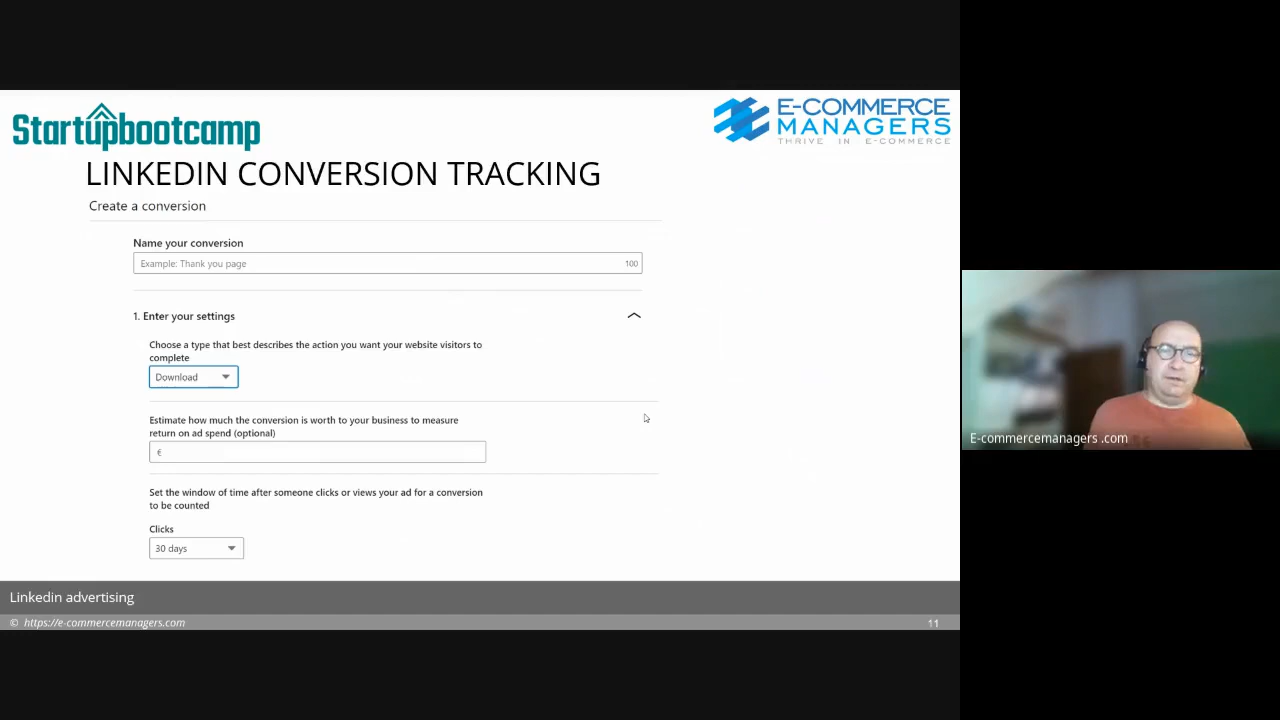 Startupbootcamp
E-COMMERCE
MANAGERS
THRIVE IN E-COMMERCE
LINKEDIN CONVERSION TRACKING
Create a conversion
Name your conversion
Example: Thank you page
100
1. Enter your settings
Choose a type that best describes the action you want your website visitors to
complete
Download
Estimate how much the conversion is worth to your business to measure
return on ad spend (optional)
€
Set the window of time after someone clicks or views your ad for a conversion
to be counted
Clicks
30 days
Linkedin advertising
© https://e-commercemanagers.com
11
E-commercemanagers .com